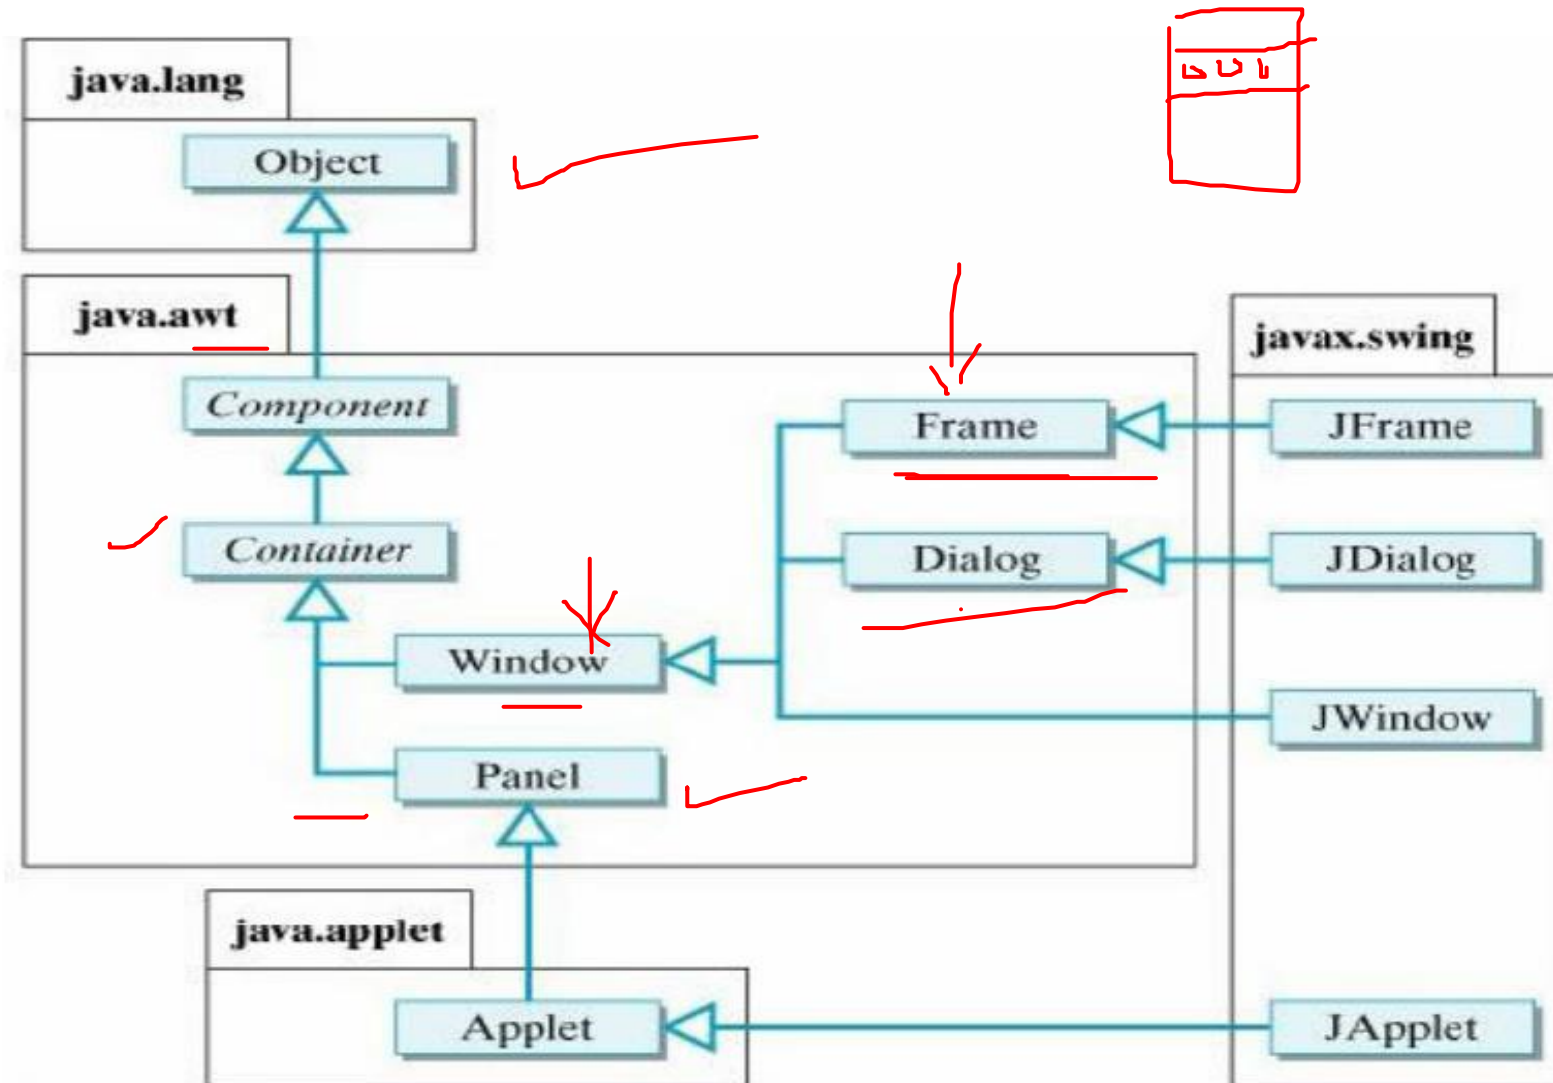 java.lang
Object
java.awt
Component
Container
Window
Panel
Frame
Dialog
javax.swing
JFrame
JDialog
JWindow
java.applet
Applet
JApplet